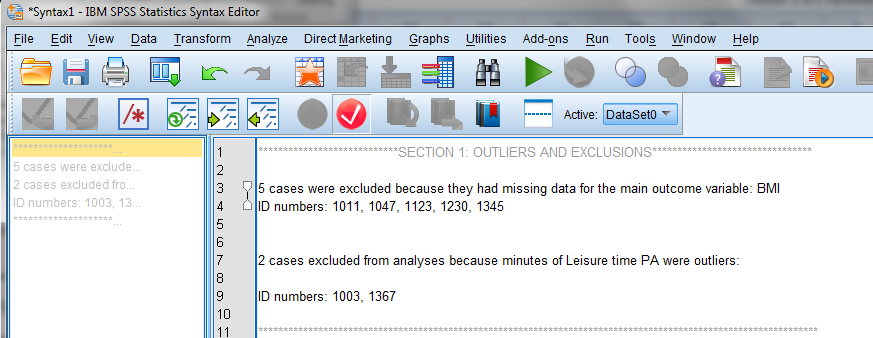 *Syntax1 - IBM SPSS Statistics Syntax Editor
File Edit View Data Transform Analyze Direct Marketing Graphs Utilities Add-ons Run Tools Window Help
Active: DataSet0
********************...
5 cases were exclude...
2 cases excluded fro...
ID numbers: 1003, 13...
********************...
1 ****************************SECTION 1: OUTLIERS AND EXCLUSIONS********************************
2
3 5 cases were excluded because they had missing data for the main outcome variable: BMI
4 ID numbers: 1011, 1047, 1123, 1230, 1345
5
6
7 2 cases excluded from analyses because minutes of Leisure time PA were outliers:
8
9 ID numbers: 1003, 1367
10
11 ****************************************************************************************************************